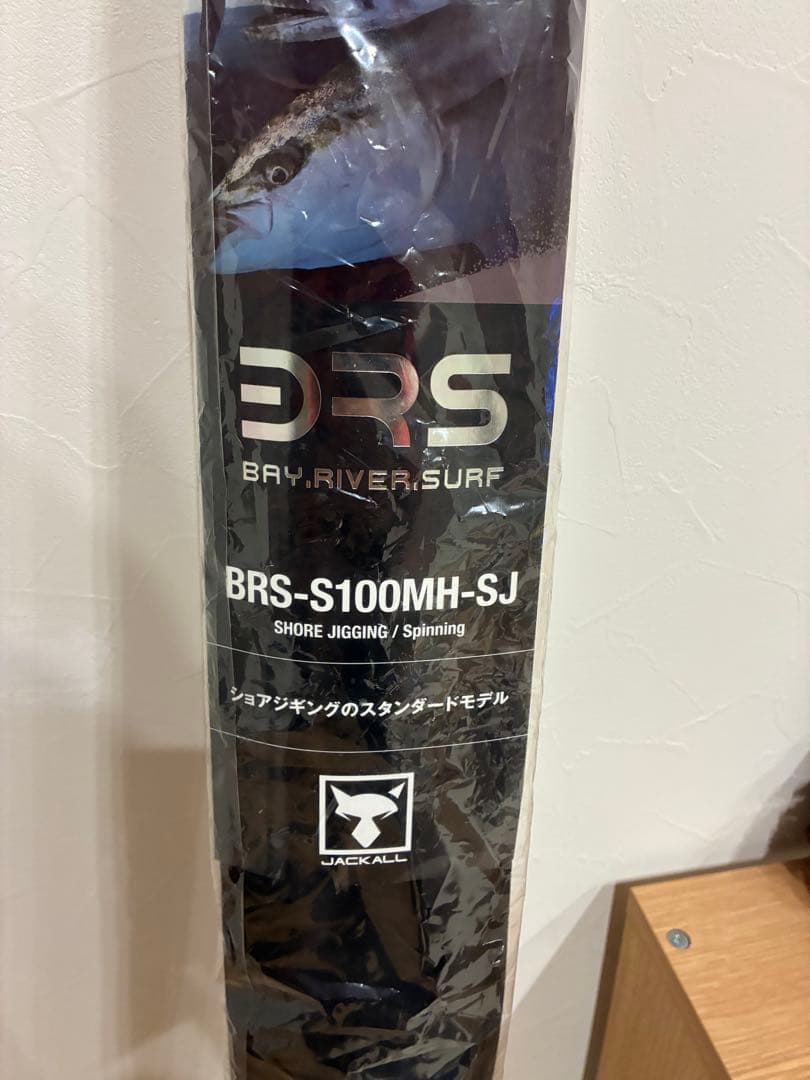 BRS
BAY.RIVER.SURF
BRS-S100MH-SJ
SHORE JIGGING / Spinning
ショアジギングのスタンダードモデル
JACKALL